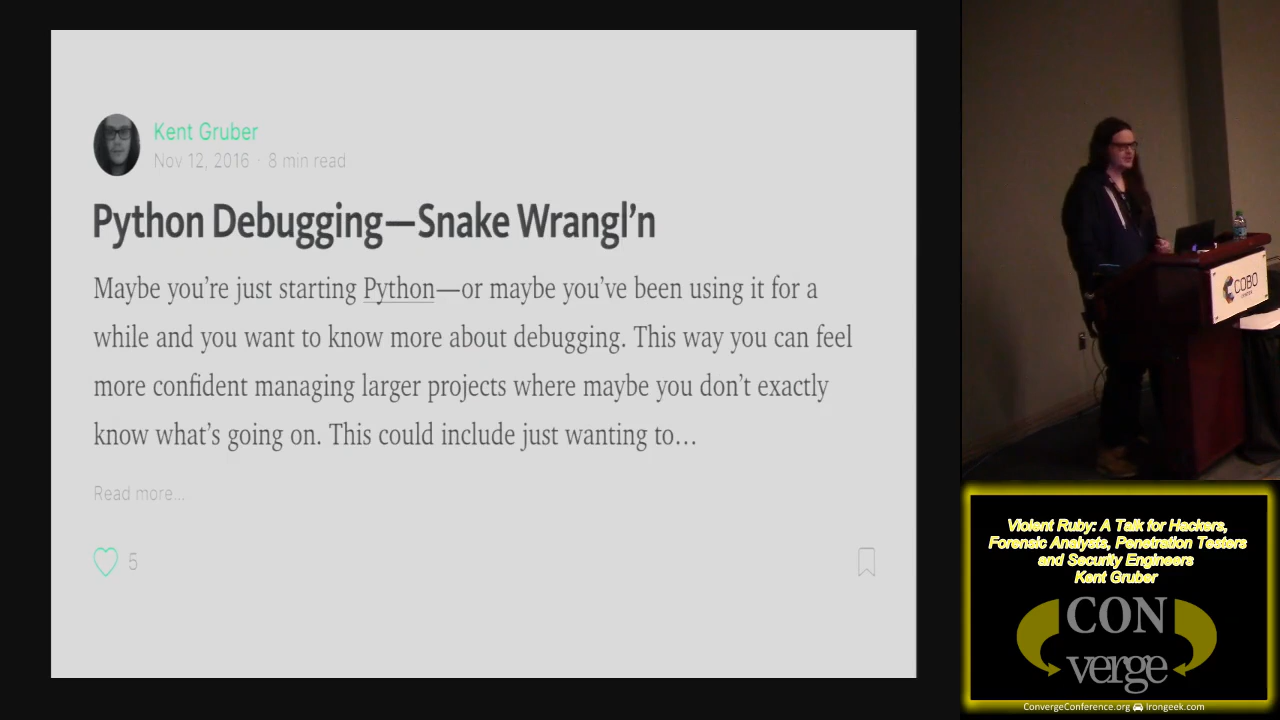 Kent Gruber
Nov 12, 2016 · 8 min read
Python Debugging—Snake Wrangl’n
Maybe you’re just starting Python—or maybe you’ve been using it for a
while and you want to know more about debugging. This way you can feel
more confident managing larger projects where maybe you don’t exactly
know what’s going on. This could include just wanting to…
Read more...
5
COBO
Violent Ruby: A Talk for Hackers,
Forensic Analysts, Penetration Testers
and Security Engineers
Kent Gruber
CON
verge
ConvergeConference.org Irongeek.com